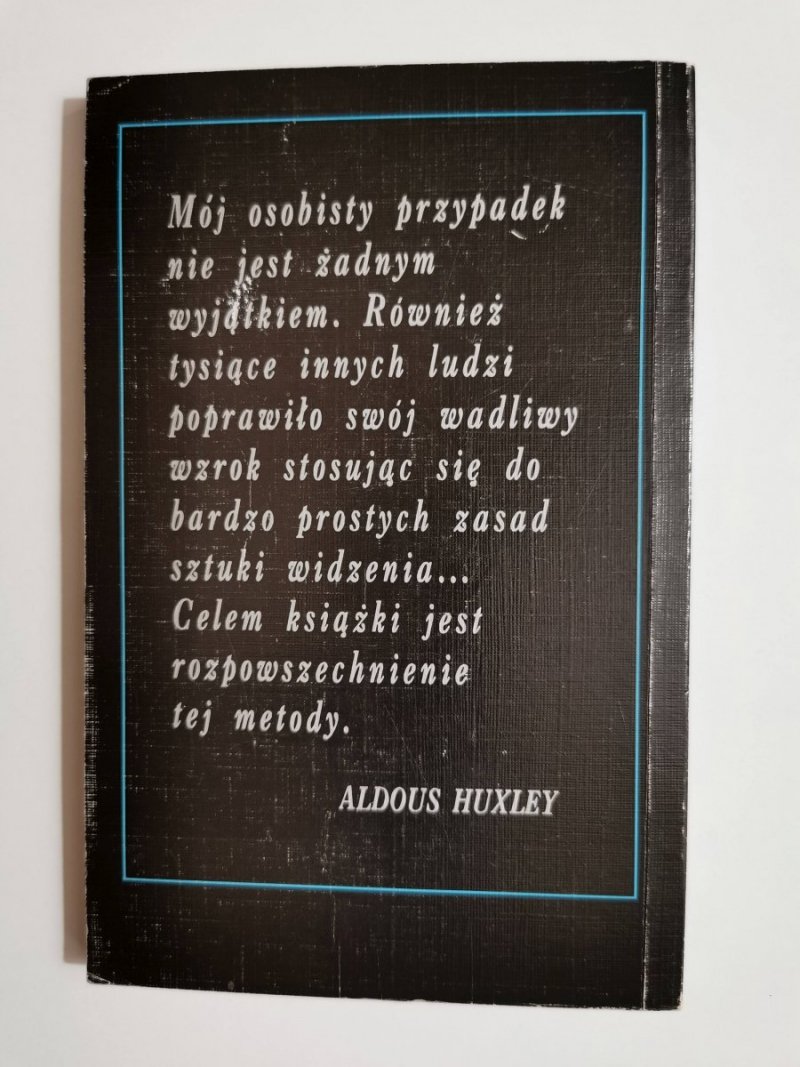 Mój osobisty przypadek
nie jest żadnym
wyjątkiem. Również
tysiące innych ludzi
poprawiło swój wadliwy
wzrok stosując się do
bardzo prostych zasad
sztuki widzenia...
Celem książki jest
rozpowszechnienie
tej metody.
ALDOUS HUXLEY